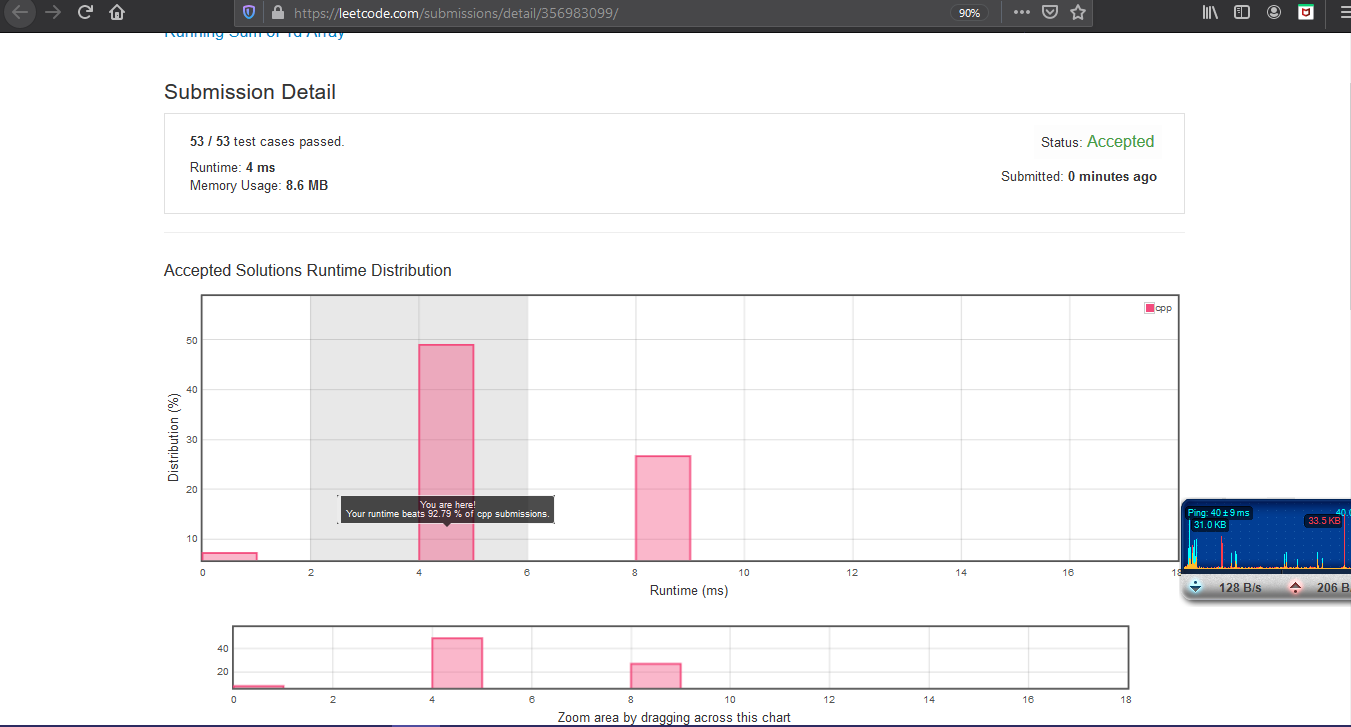 https://leetcode.com/submissions/detail/356983099/
90%
Running Sum of 1d Array
Submission Detail
53 / 53 test cases passed.
Status: Accepted
Runtime: 4 ms
Submitted: 0 minutes ago
Memory Usage: 8.6 MB
Accepted Solutions Runtime Distribution
cpp
50
40
30
20
10
Distribution (%)
You are here!
Your runtime beats 92.79 % of cpp submissions.
0 2 4 6 8 10 12 14 16 18
Runtime (ms)
40
20
0 2 4 6 8 10 12 14 16 18
Zoom area by dragging across this chart
Ping: 40 ± 9 ms
40.0
31.0 KB
33.5 KB
128 B/s
206 B